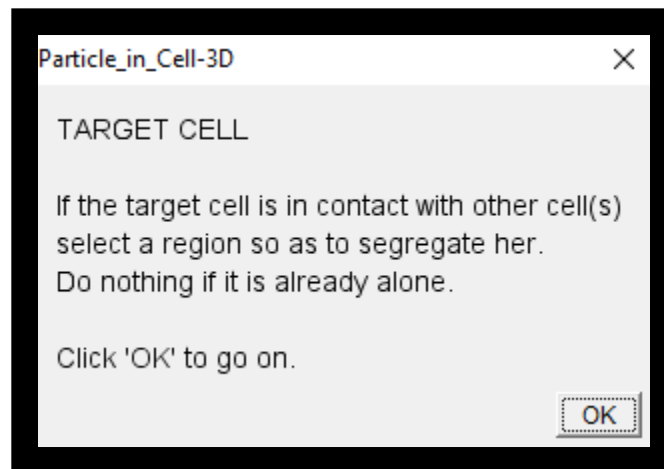 Particle_in_Cell-3D
TARGET CELL
If the target cell is in contact with other cell(s)
select a region so as to segregate her.
Do nothing if it is already alone.
Click 'OK' to go on.
OK